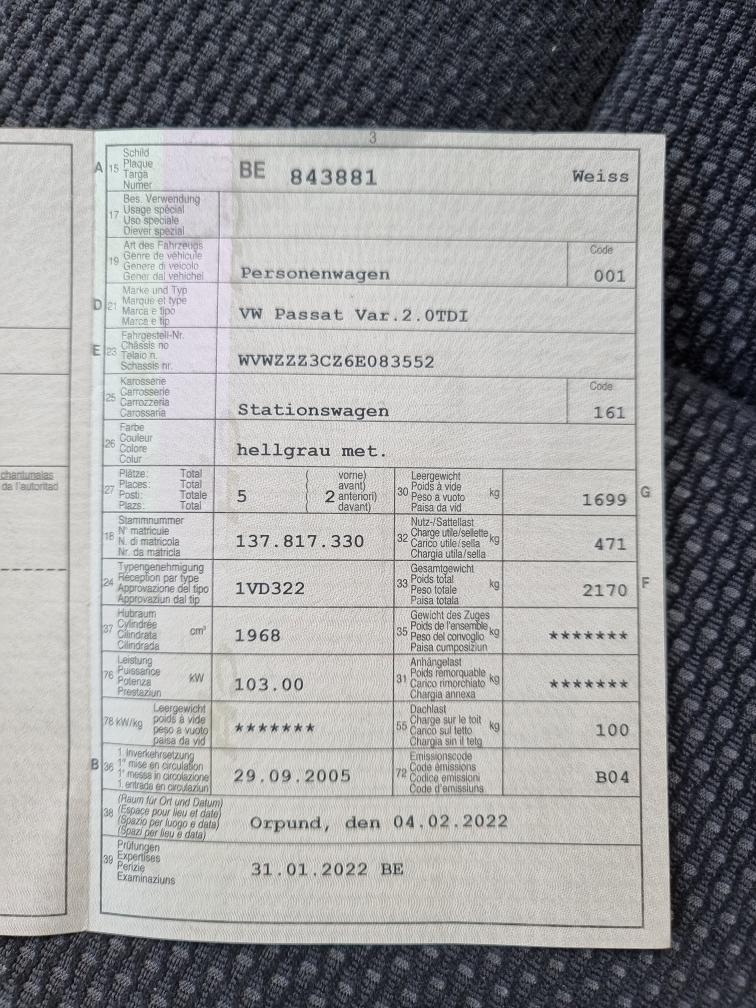 3
A 15 Schild
Plaque
Targa
Numer
BE 843881 Weiss
17 Bes. Verwendung
Usage spécial
Uso speciale
Diever spezial
19 Art des Fahrzeugs
Genre de véhicule
Genere di veicolo
Gener dal vehichel
Personenwagen
Code
001
D 21 Marke und Typ
Marque et type
Marca e tipo
Marca e tip
VW Passat Var.2.0TDI
E 23 Fahrgestell-Nr.
Châssis no
Telaio n.
Schassis nr.
WVWZZZ3CZ6E083552
25 Karosserie
Carrosserie
Carrozzeria
Carossaria
Stationswagen
Code
161
26 Farbe
Couleur
Colore
Colur
hellgrau met.
27 Plätze: Total
Places: Total
Posti: Totale
Plazs: Total
5
( vorne)
avant)
2 anteriori)
( davant)
30 Leergewicht
Poids à vide
Peso a vuoto
Paisa da vid
kg
1699 G
chantonales
da l'autoritad
18 Stammnummer
N° matricule
N. di matricola
Nr. da matricla
137.817.330
32 Nutz-/Sattellast
Charge utile/sellette
Carico utile/sella
Chargia utila/sella
kg
471
24 Typengenehmigung
Réception par type
Approvazione del tipo
Approvaziun dal tip
1VD322
33 Gesamtgewicht
Poids total
Peso totale
Paisa totala
kg
2170 F
37 Hubraum
Cylindrée
Cilindrata
Cilindrada
cm³
1968
35 Gewicht des Zuges
Poids de l'ensemble
Peso del convoglio
Paisa cumposiziun
kg
*******
76 Leistung
Puissance
Potenza
Prestaziun
kW
103.00
31 Anhängelast
Poids remorquable
Carico rimorchiato
Chargia annexa
kg
*******
78 kW/kg Leergewicht
poids à vide
peso a vuoto
paisa da vid
*******
55 Dachlast
Charge sur le toit
Carico sul tetto
Chargia sin il tetg
kg
100
B 36 1. Inverkehrsetzung
1re mise en circulation
1a messa in circolazione
1. entrada en circulaziun
29.09.2005
72 Emissionscode
Code émissions
Codice emissioni
Code d'emissiuns
B04
38 (Raum für Ort und Datum)
(Espace pour lieu et date)
(Spazio per luogo e data)
(Spazi per lieu e data)
Orpund, den 04.02.2022
39 Prüfungen
Expertises
Perizie
Examinaziuns
31.01.2022 BE